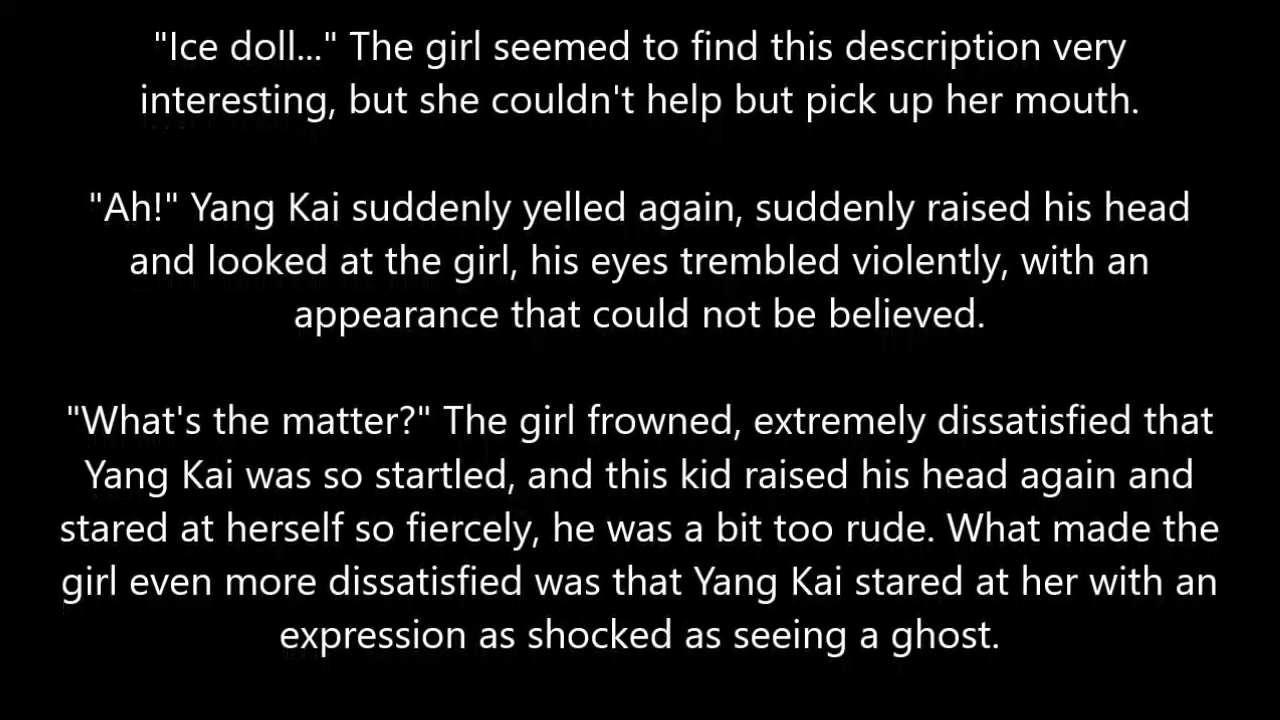 "Ice doll..." The girl seemed to find this description very
interesting, but she couldn't help but pick up her mouth.
"Ah!" Yang Kai suddenly yelled again, suddenly raised his head
and looked at the girl, his eyes trembled violently, with an
appearance that could not be believed.
"What's the matter?" The girl frowned, extremely dissatisfied that
Yang Kai was so startled, and this kid raised his head again and
stared at herself so fiercely, he was a bit too rude. What made the
girl even more dissatisfied was that Yang Kai stared at her with an
expression as shocked as seeing a ghost.